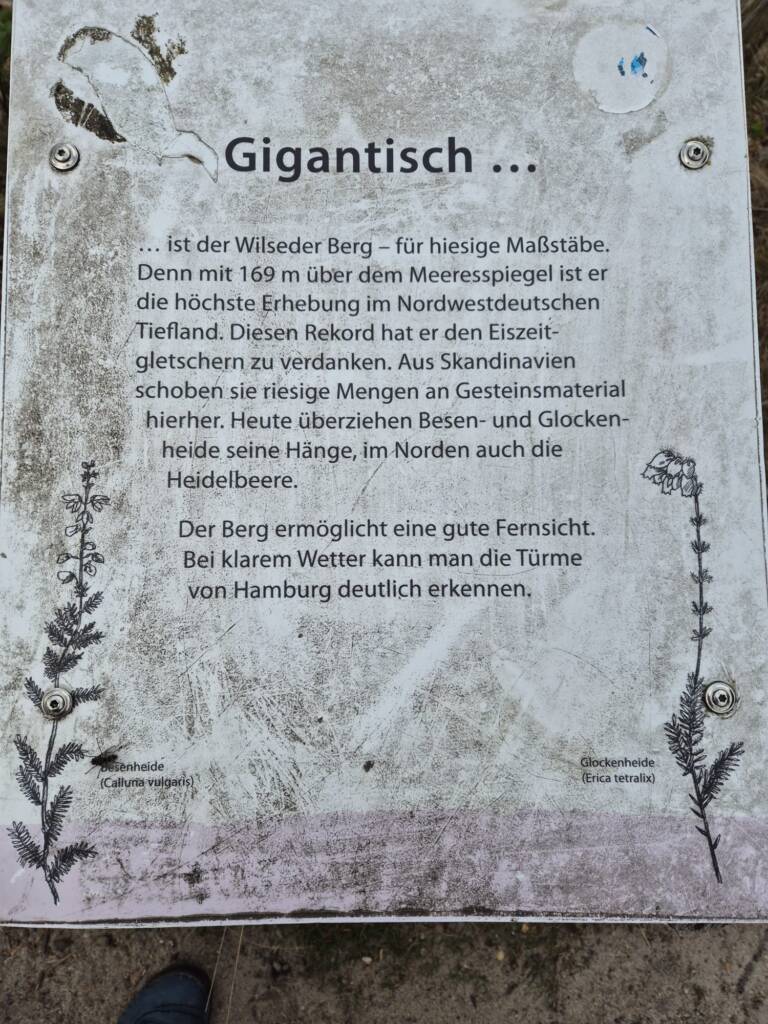 Gigantisch ...
... ist der Wilseder Berg – für hiesige Maßstäbe.
Denn mit 169 m über dem Meeresspiegel ist er
die höchste Erhebung im Nordwestdeutschen
Tiefland. Diesen Rekord hat er den Eiszeit-
gletschern zu verdanken. Aus Skandinavien
schoben sie riesige Mengen an Gesteinsmaterial
hierher. Heute überziehen Besen- und Glocken-
heide seine Hänge, im Norden auch die
Heidelbeere.
Der Berg ermöglicht eine gute Fernsicht.
Bei klarem Wetter kann man die Türme
von Hamburg deutlich erkennen.
Besenheide
(Calluna vulgaris)
Glockenheide
(Erica tetralix)